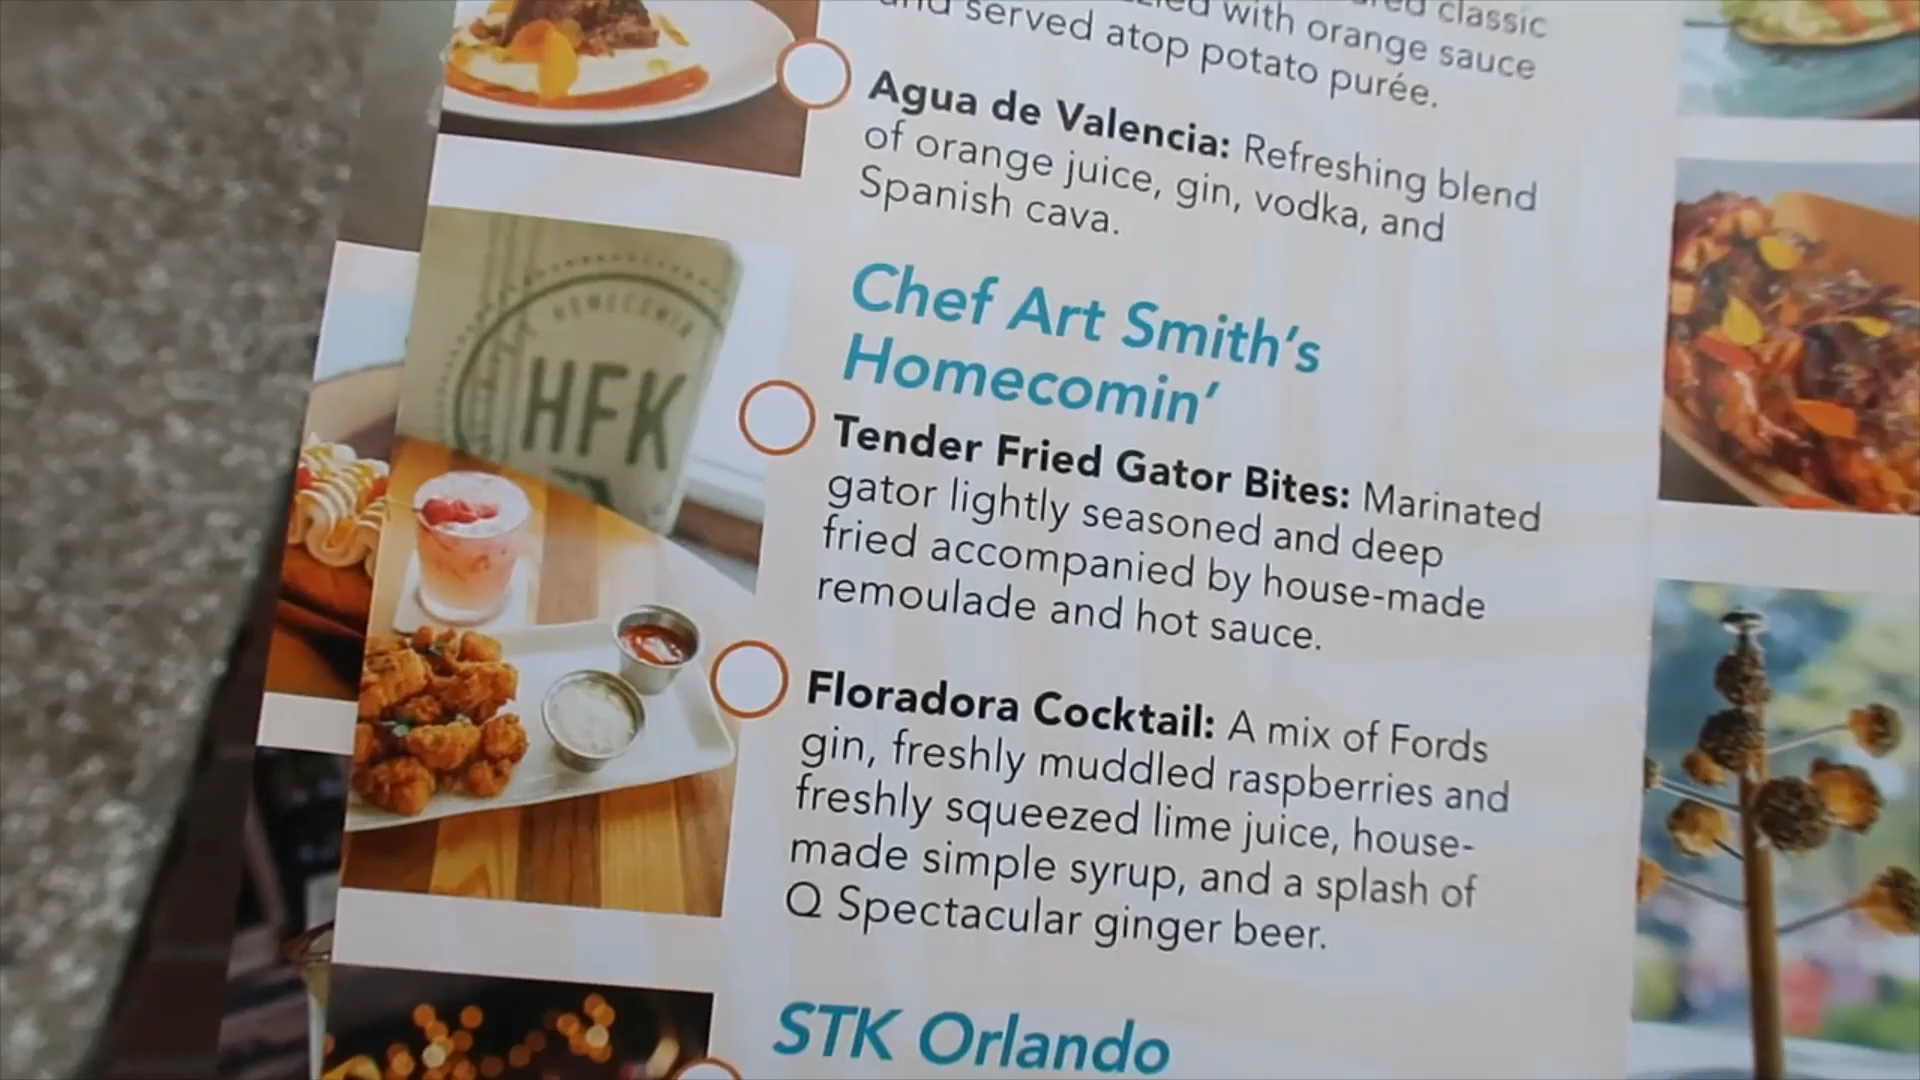 classic
with orange sauce
and served atop potato purée.
Agua de Valencia: Refreshing blend
of orange juice, gin, vodka, and
Spanish cava.
Chef Art Smith's
Homecomin'
Tender Fried Gator Bites: Marinated
gator lightly seasoned and deep
fried accompanied by house-made
remoulade and hot sauce.
Floradora Cocktail: A mix of Fords
gin, freshly muddled raspberries and
freshly squeezed lime juice, house-
made simple syrup, and a splash of
Q Spectacular ginger beer.
STK Orlando
HOMECOMIN
HFK